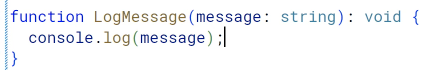 function LogMessage(message: string): void {
  console.log(message);
}